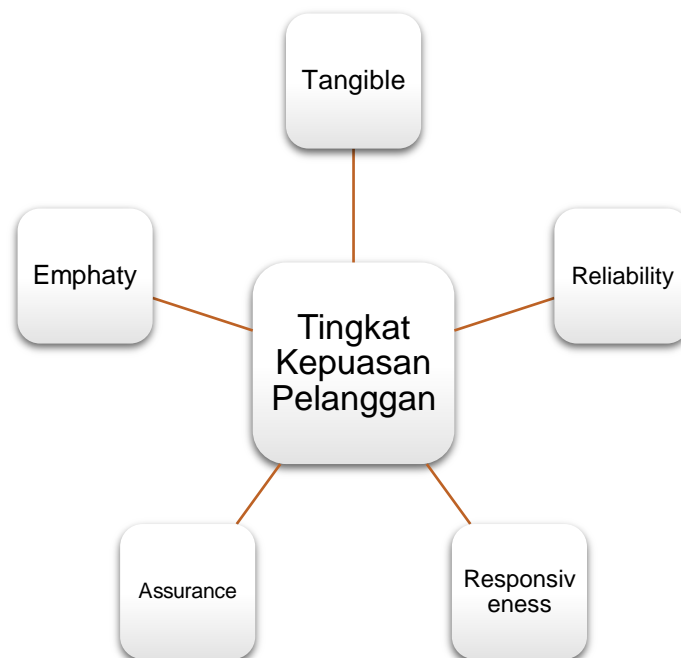 Tangible
Emphaty
Reliability
Tingkat
Kepuasan
Pelanggan
Assurance
Responsiv
eness